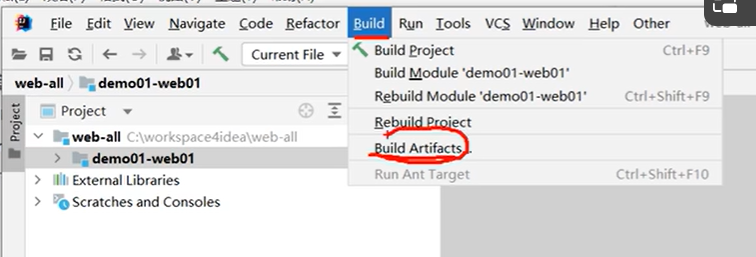 File Edit View Navigate Code Refactor Build Run Tools VCS Window Help Other
Current File
Build Project Ctrl+F9
Build Module 'demo01-web01'
Rebuild Module 'demo01-web01' Ctrl+Shift+F9
Rebuild Project
Build Artifacts...
Run Ant Target Ctrl+Shift+F10
web-all demo01-web01
Project
Project
web-all C:\workspace4idea\web-all
demo01-web01
External Libraries
Scratches and Consoles